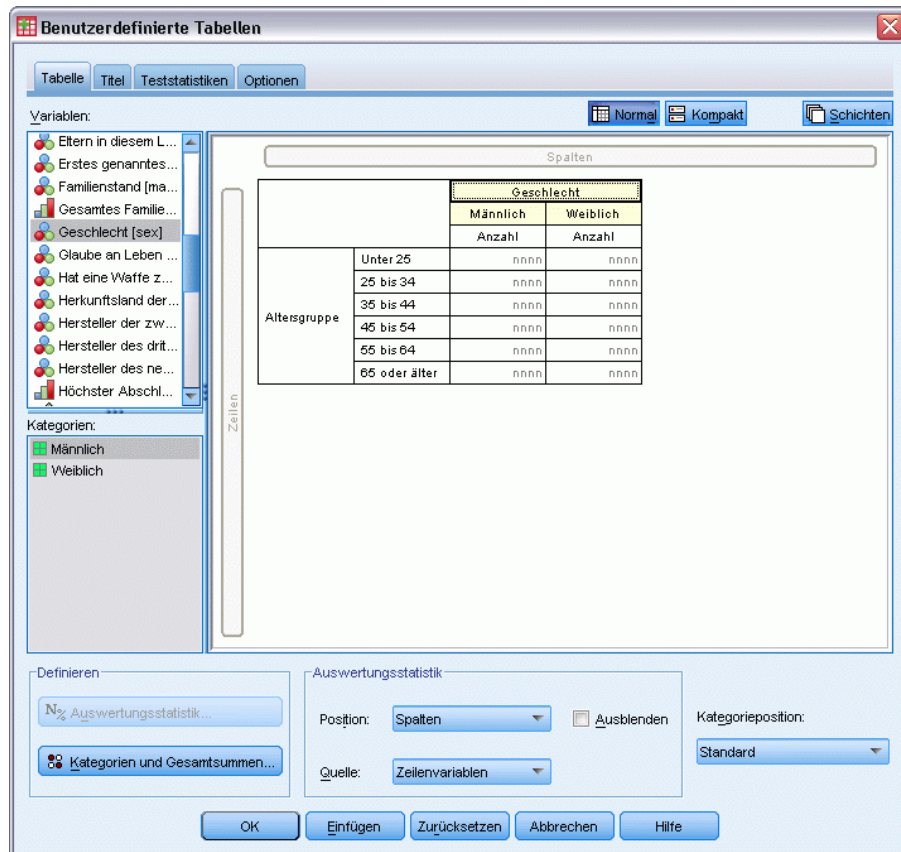 Benutzerdefinierte Tabellen
Tabelle Titel Teststatistiken Optionen
Variablen:
Normal Kompakt Schichten
Eltern in diesem L...
Erstes genanntes...
Familienstand [ma...
Gesamtes Familie...
Geschlecht [sex]
Glaube an Leben ...
Hat eine Waffe z...
Herkunftsland der...
Hersteller der zw...
Hersteller des drit...
Hersteller des ne...
Höchster Abschl...
Kategorien:
Männlich
Weiblich
Spalten
Zeilen
Geschlecht
Männlich Weiblich
Anzahl Anzahl
Altersgruppe
Unter 25 nnnn nnnn
25 bis 34 nnnn nnnn
35 bis 44 nnnn nnnn
45 bis 54 nnnn nnnn
55 bis 64 nnnn nnnn
65 oder älter nnnn nnnn
Definieren
N% Auswertungsstatistik...
Kategorien und Gesamtsummen...
Auswertungsstatistik
Position: Spalten Ausblenden
Quelle: Zeilenvariablen
Kategorieposition:
Standard
OK Einfügen Zurücksetzen Abbrechen Hilfe